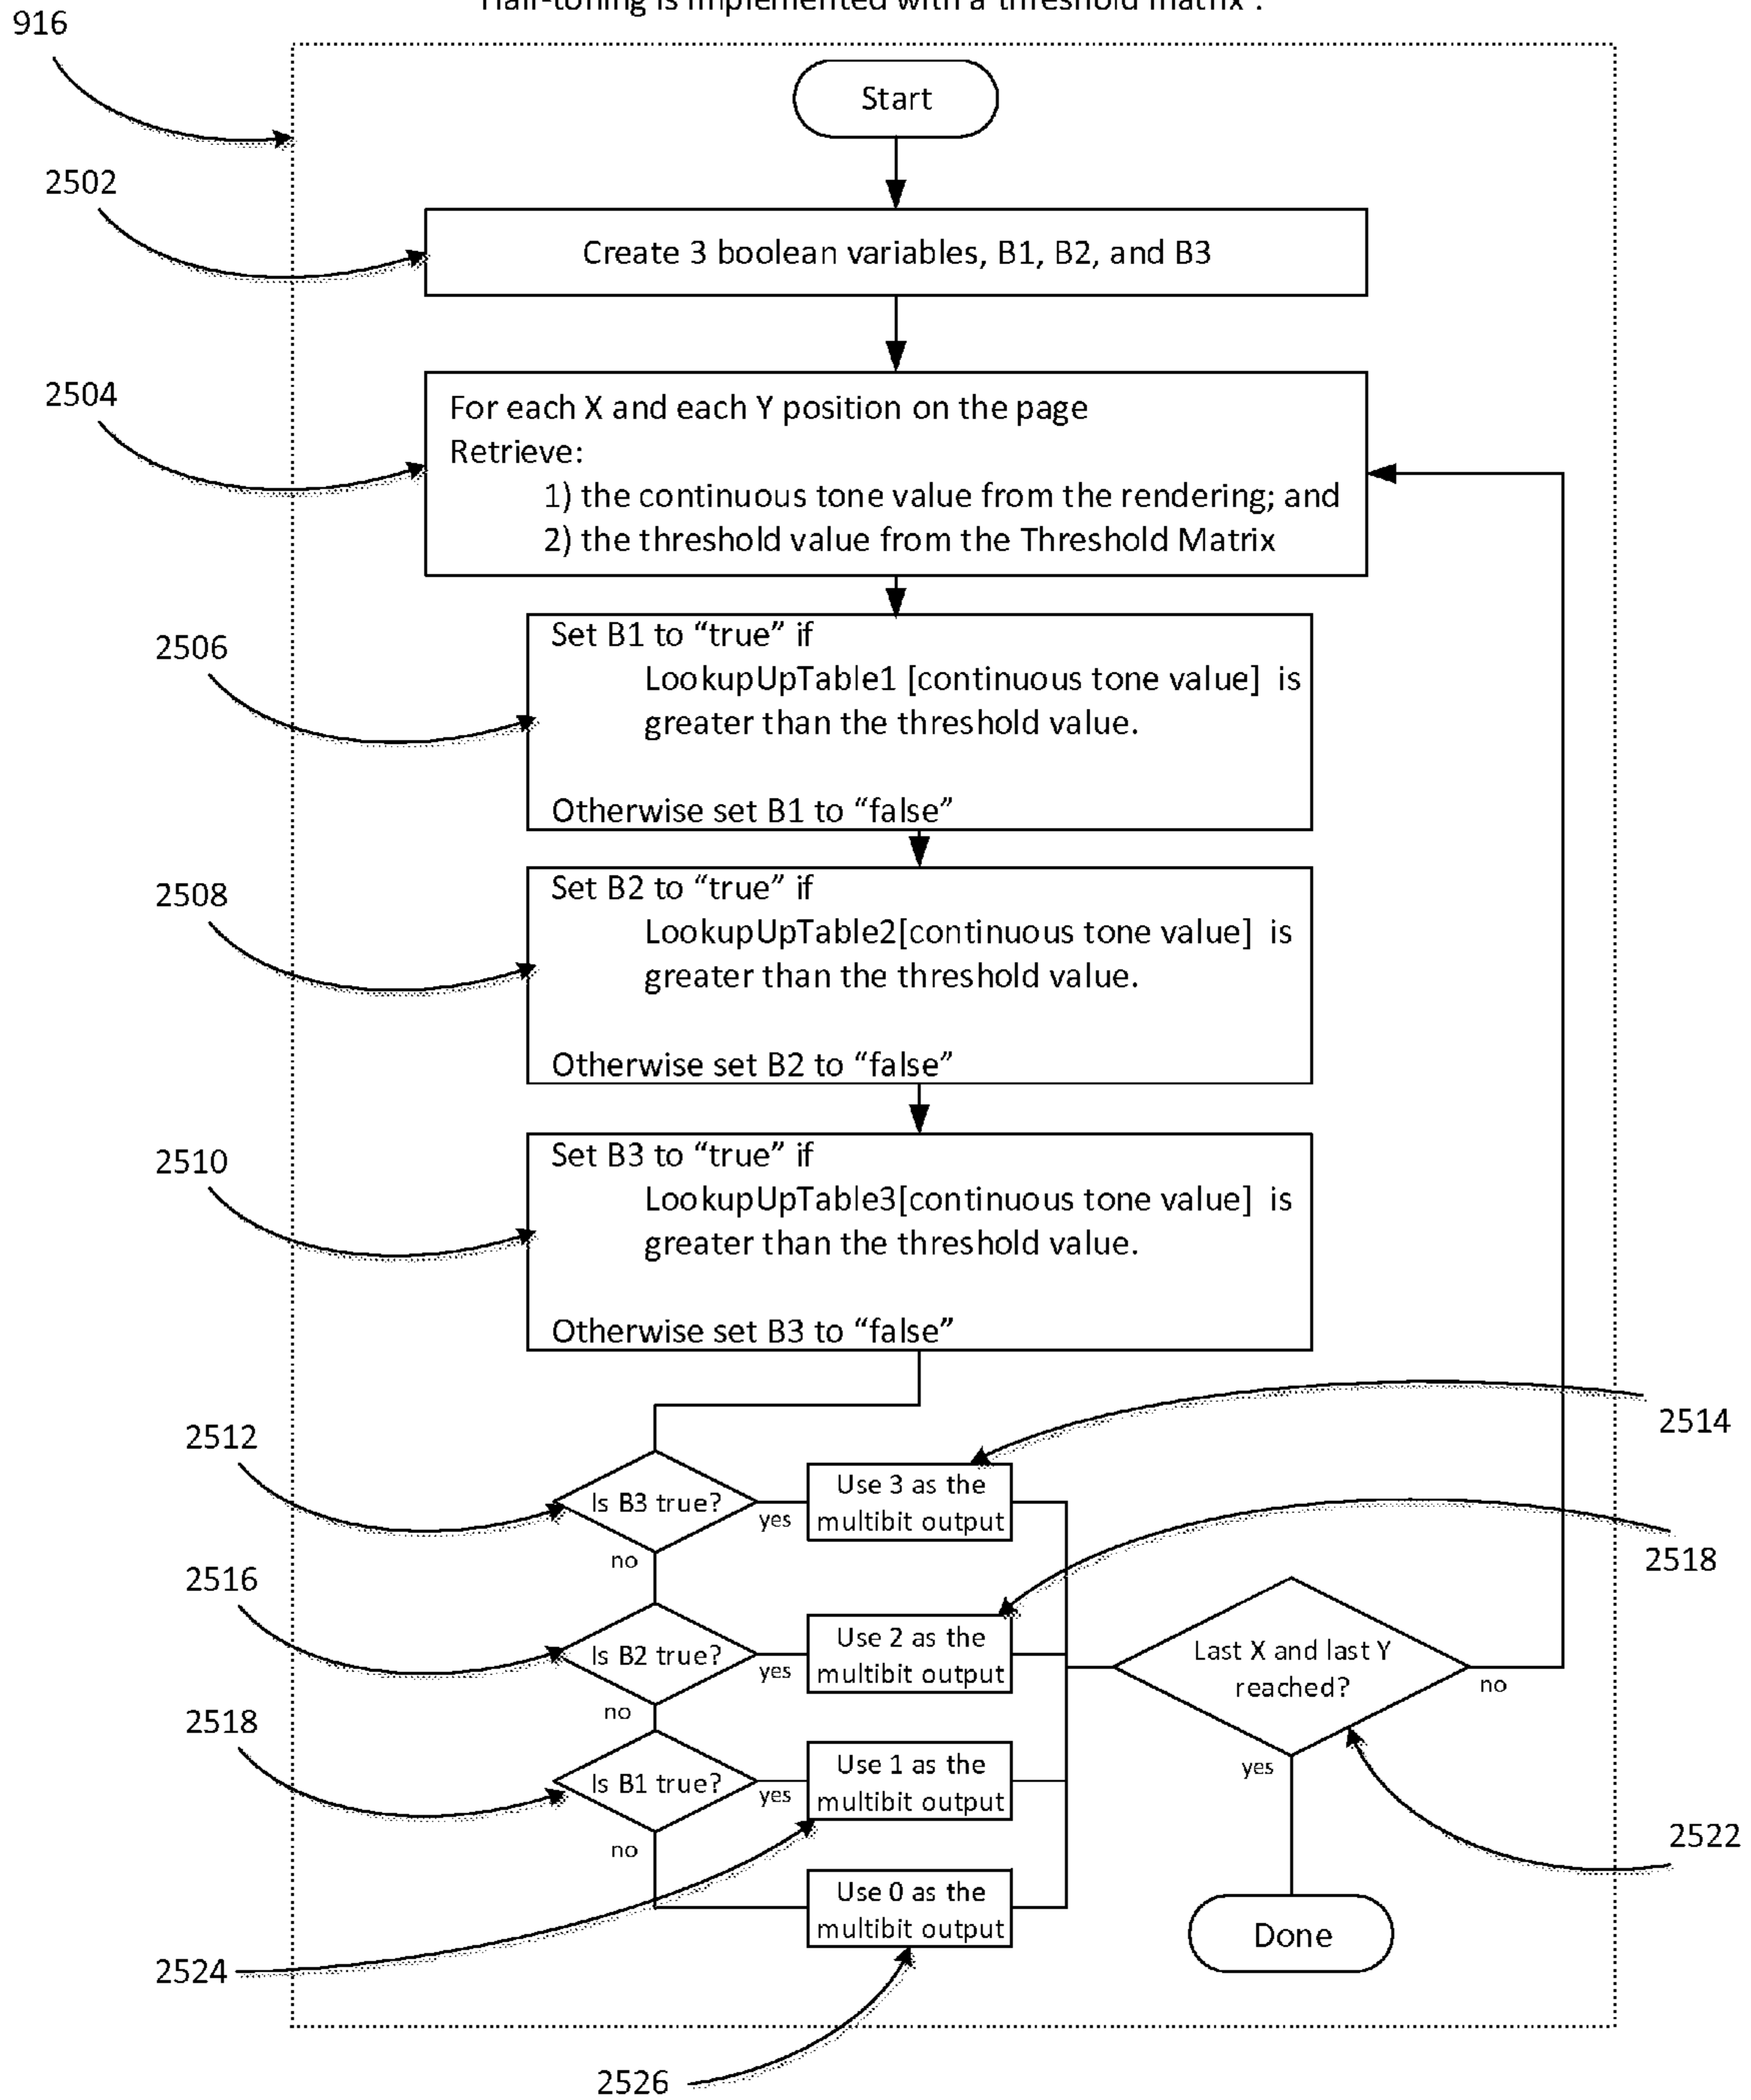 Half-toning is implemented with a threshold matrix .
916
Start
2502
Create 3 boolean variables, B1, B2, and B3
2504
For each X and each Y position on the page
Retrieve:
1) the continuous tone value from the rendering; and
2) the threshold value from the Threshold Matrix
2506
Set B1 to “true” if
LookupUpTable1 [continuous tone value] is
greater than the threshold value.
Otherwise set B1 to “false”
2508
Set B2 to “true” if
LookupUpTable2[continuous tone value] is
greater than the threshold value.
Otherwise set B2 to “false”
2510
Set B3 to “true” if
LookupUpTable3[continuous tone value] is
greater than the threshold value.
Otherwise set B3 to “false”
2514
2512
Is B3 true?
yes
no
Use 3 as the
multibit output
2518
2516
Is B2 true?
yes
no
Use 2 as the
multibit output
Last X and last Y
reached?
no
yes
2518
Is B1 true?
yes
no
Use 1 as the
multibit output
2522
Use 0 as the
multibit output
Done
2524
2526